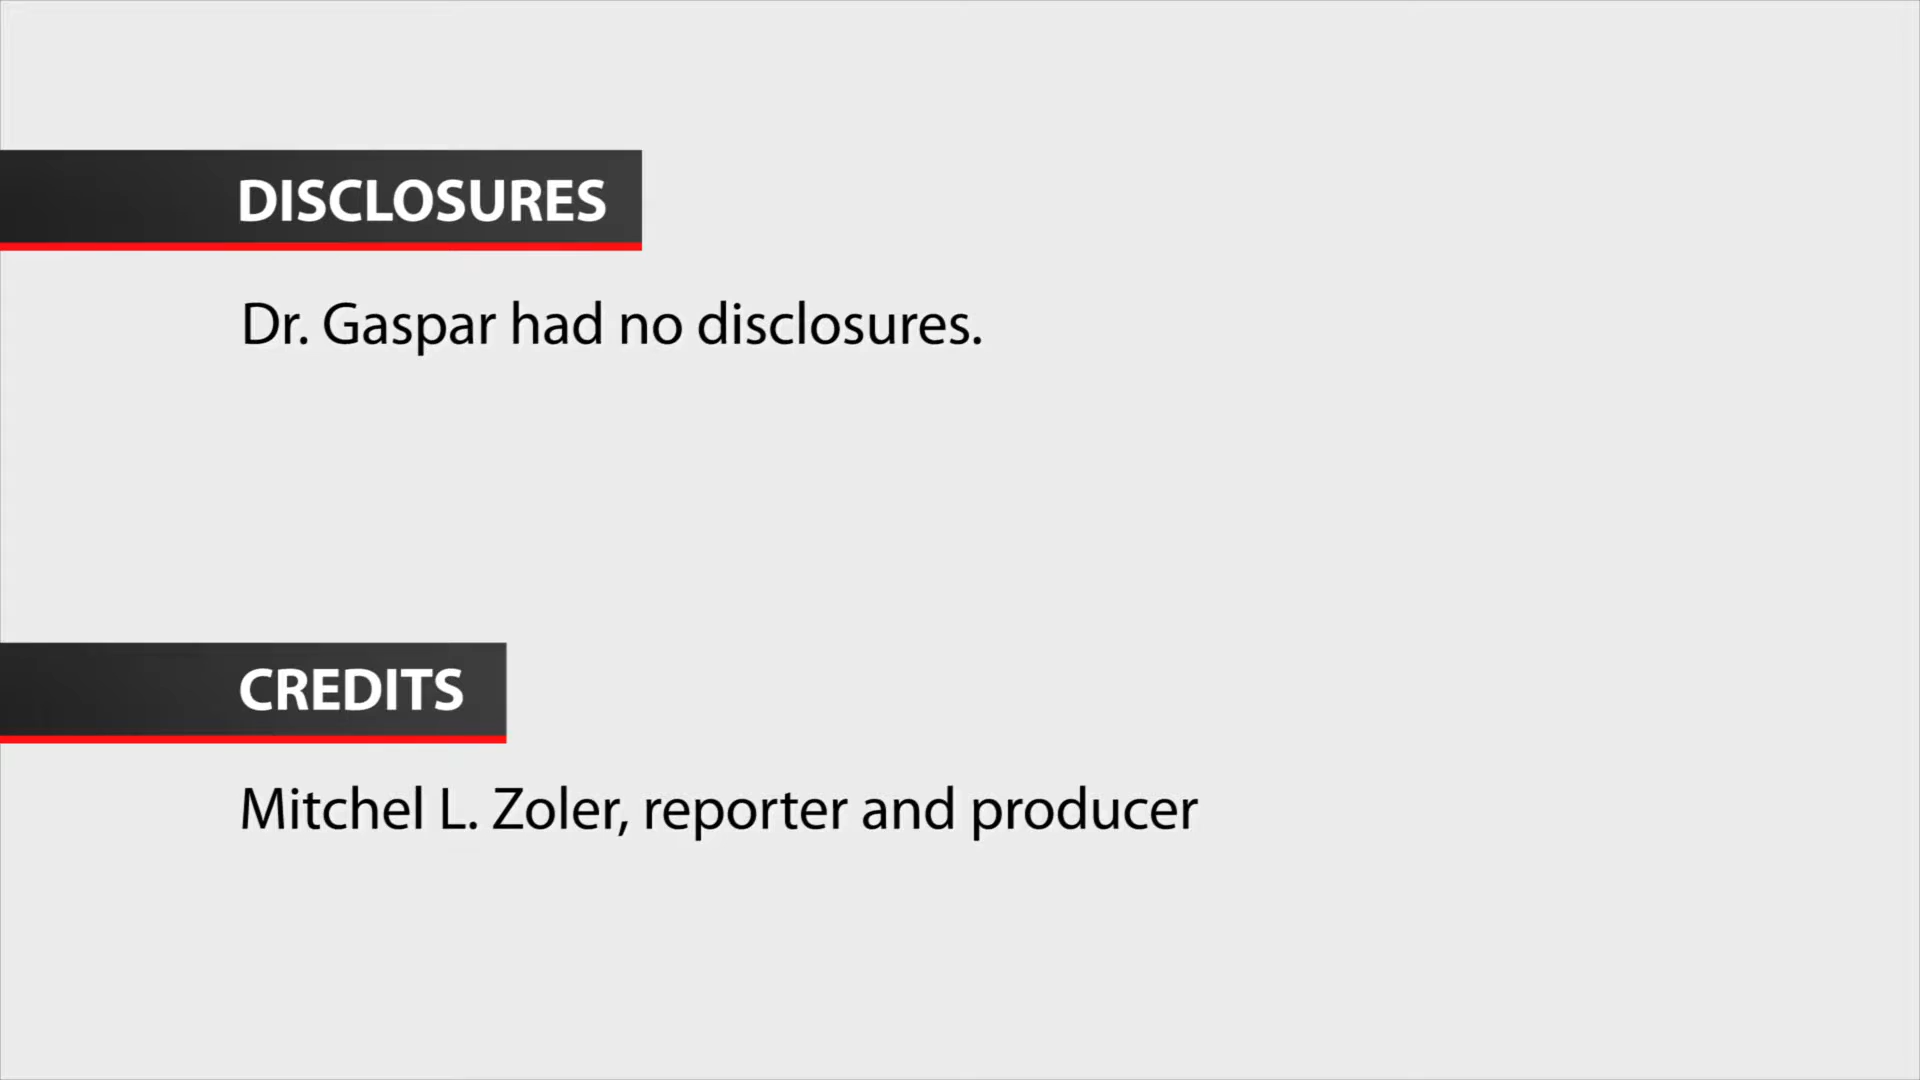 DISCLOSURES
Dr. Gaspar had no disclosures.
CREDITS
Mitchel L. Zoler, reporter and producer